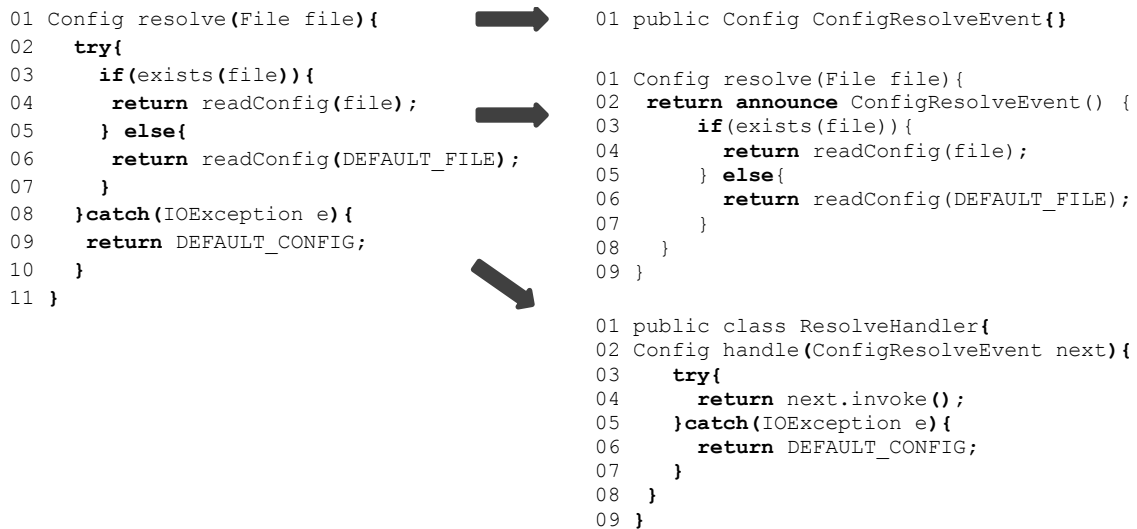 01 Config resolve(File file){
02 try{
03 if(exists(file)){
04 return readConfig(file);
05 } else{
06 return readConfig(DEFAULT_FILE);
07 }
08 }catch(IOException e){
09 return DEFAULT_CONFIG;
10 }
11 }
01 public Config ConfigResolveEvent{}
01 Config resolve(File file){
02 return announce ConfigResolveEvent() {
03 if(exists(file)){
04 return readConfig(file);
05 } else{
06 return readConfig(DEFAULT_FILE);
07 }
08 }
09 }
01 public class ResolveHandler{
02 Config handle(ConfigResolveEvent next){
03 try{
04 return next.invoke();
05 }catch(IOException e){
06 return DEFAULT_CONFIG;
07 }
08 }
09 }